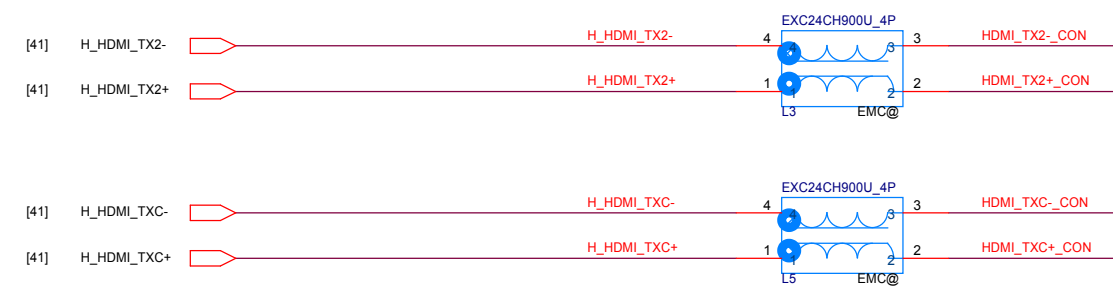 EXC24CH900U_4P
[41] H_HDMI_TX2- H_HDMI_TX2- 4 4 3 3 HDMI_TX2-_CON
[41] H_HDMI_TX2+ H_HDMI_TX2+ 1 1 2 2 HDMI_TX2+_CON
L3 EMC@
EXC24CH900U_4P
[41] H_HDMI_TXC- H_HDMI_TXC- 4 4 3 3 HDMI_TXC-_CON
[41] H_HDMI_TXC+ H_HDMI_TXC+ 1 1 2 2 HDMI_TXC+_CON
L5 EMC@